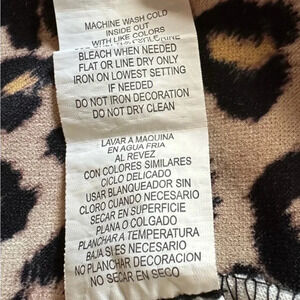 MACHINE WASH COLD
INSIDE OUT
WITH LIKE COLORS
BLEACH WHEN NEEDED
FLAT OR LINE DRY ONLY
IRON ON LOWEST SETTING
IF NEEDED
DO NOT IRON DECORATION
DO NOT DRY CLEAN
LAVAR A MAQUINA
EN AGUA FRIA
AL REVEZ
CON COLORES SIMILARES
CICLO DELICADO
USAR BLANQUEADOR SIN
CLORO CUANDO NECESARIO
SECAR EN SUPERFICIE
PLANA O COLGADO
PLANCHAR A TEMPERATURA
BAJA SI ES NECESARIO
NO PLANCHAR DECORACION
NO SECAR EN SECO